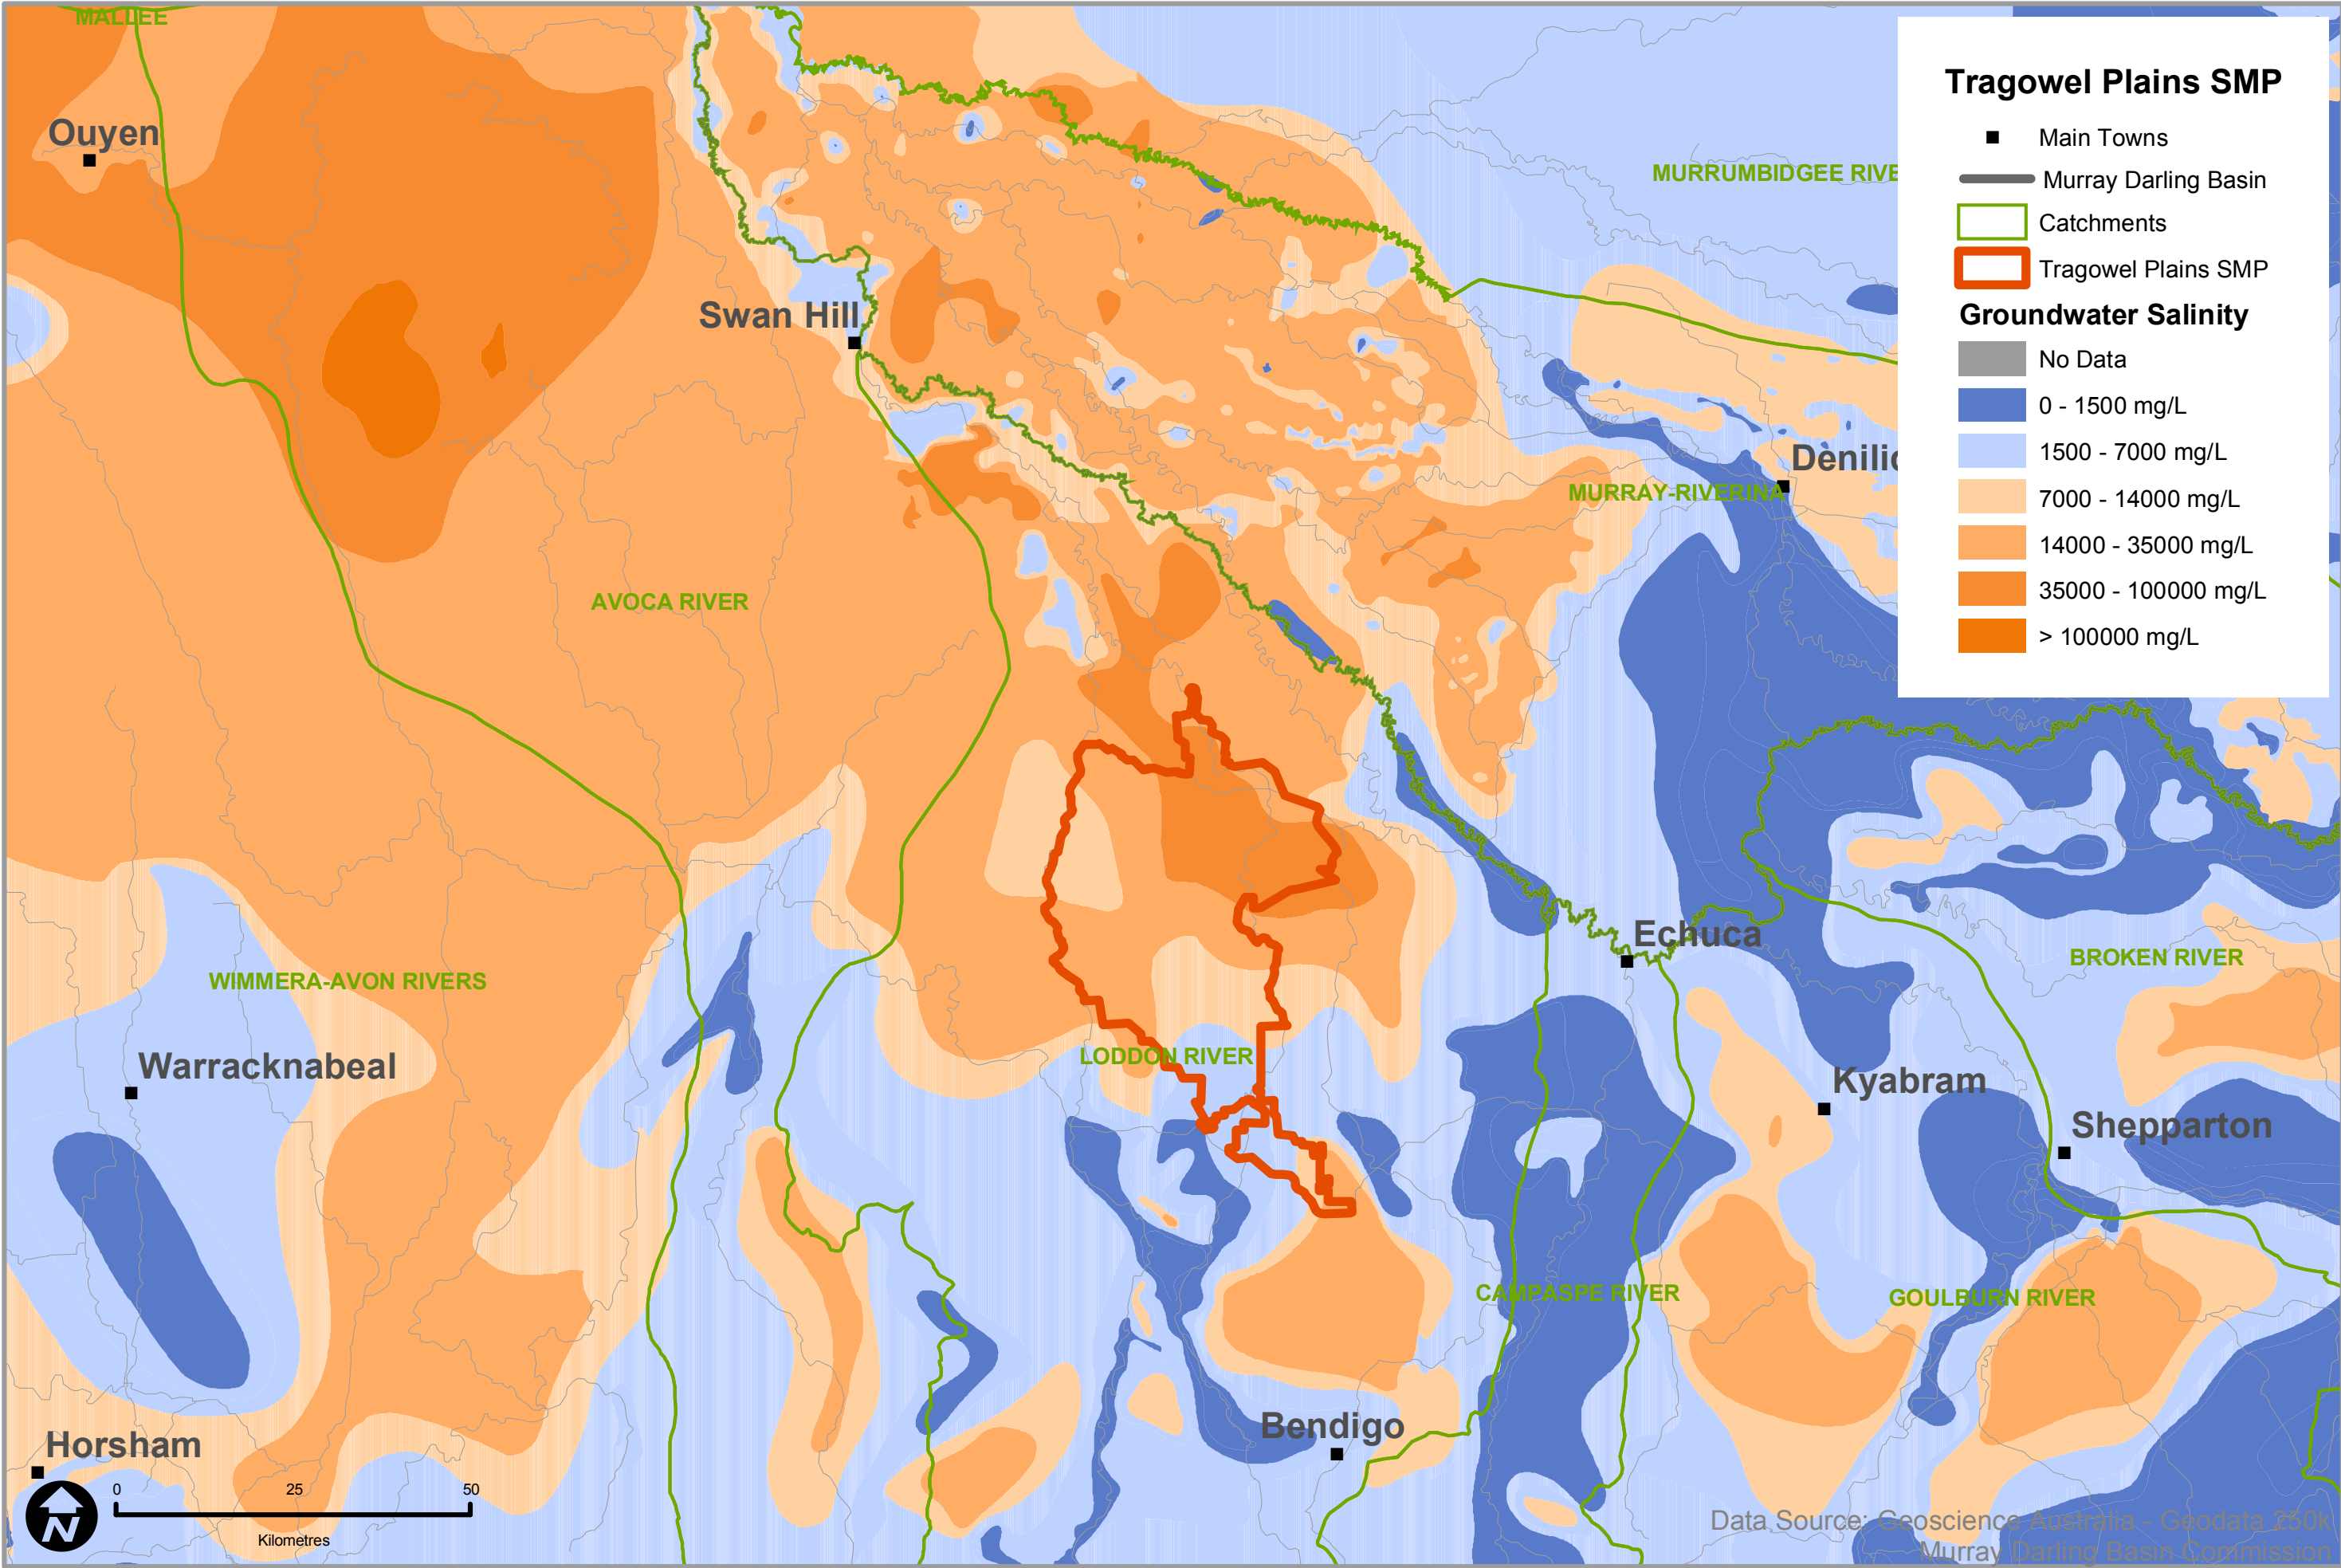 MALLEE
Ouyen
Swan Hill
MURRUMBIDGEE RIVE
Denilic
MURRAY-RIVERINA
AVOCA RIVER
WIMMERA-AVON RIVERS
Echuca
BROKEN RIVER
Warracknabeal
LODDON RIVER
Kyabram
Shepparton
CAMPASPE RIVER
GOULBURN RIVER
Bendigo
Horsham
0 25 50
Kilometres
N
Tragowel Plains SMP
Main Towns
Murray Darling Basin
Catchments
Tragowel Plains SMP
Groundwater Salinity
No Data
0 - 1500 mg/L
1500 - 7000 mg/L
7000 - 14000 mg/L
14000 - 35000 mg/L
35000 - 100000 mg/L
> 100000 mg/L
Data Source: Geoscience Australia - Geodata 250k
Murray Darling Basin Commission